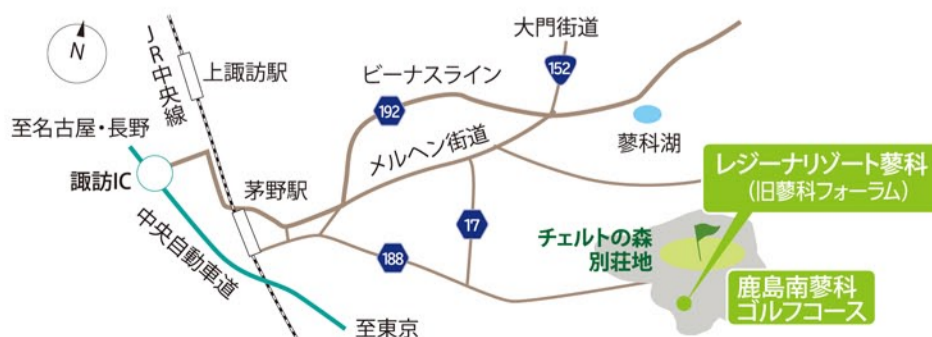 N
JR中央線
上諏訪駅
大門街道
152
ビーナスライン
192
至名古屋・長野
諏訪IC
茅野駅
メルヘン街道
蓼科湖
レジーナリゾート蓼科
(旧蓼科フォーラム)
17
チェルトの森
別荘地
中央自動車道
188
鹿島南蓼科
ゴルフコース
至東京